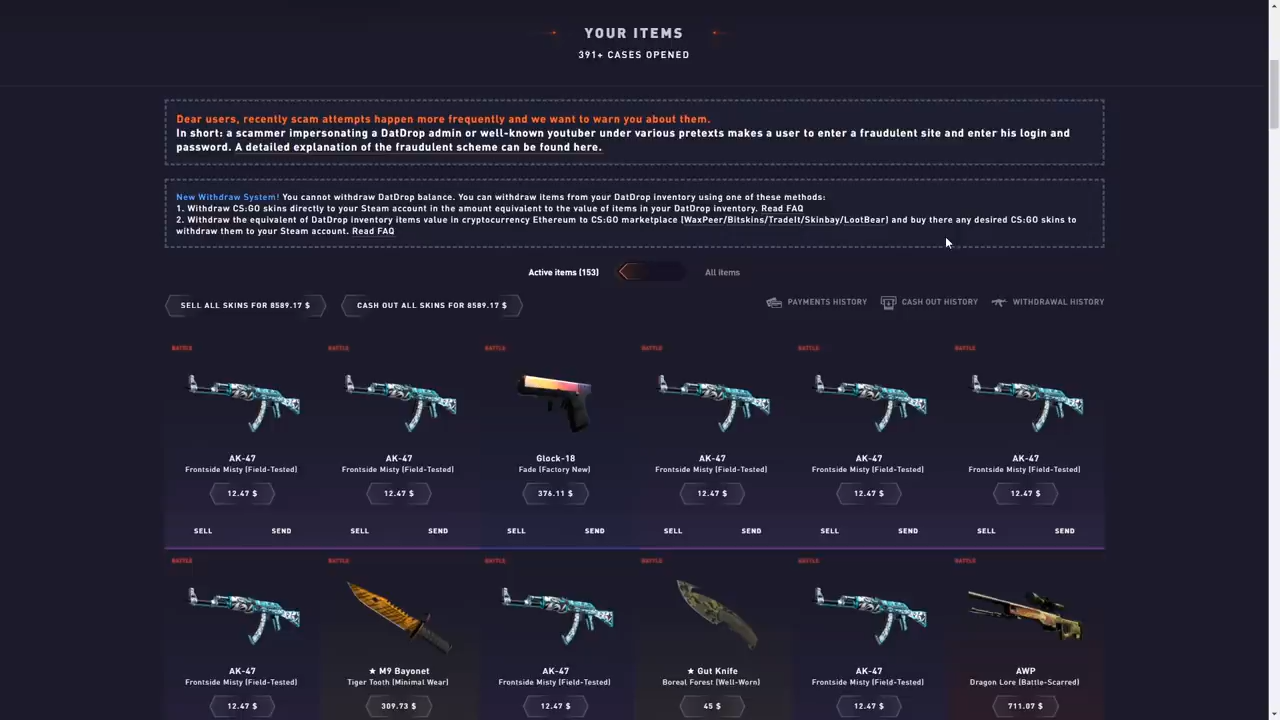 YOUR ITEMS
391+ CASES OPENED
Dear users, recently scam attempts happen more frequently and we want to warn you about them.
In short: a scammer impersonating a DatDrop admin or well-known youtuber under various pretexts makes a user to enter a fraudulent site and enter his login and
password. A detailed explanation of the fraudulent scheme can be found here.
New Withdraw System! You cannot withdraw DatDrop balance. You can withdraw items from your DatDrop inventory using one of these methods:
1. Withdraw CS:GO skins directly to your Steam account in the amount equivalent to the value of items in your DatDrop inventory. Read FAQ
2. Withdraw the equivalent of DatDrop inventory items value in cryptocurrency Ethereum to CS:GO marketplace (WaxPeer/Bitskins/TradeIt/Skinbay/LootBear) and buy there any desired CS:GO skins to
withdraw them to your Steam account. Read FAQ
Active items (153) All items
SELL ALL SKINS FOR 8589.17 $ CASH OUT ALL SKINS FOR 8589.17 $ PAYMENTS HISTORY CASH OUT HISTORY WITHDRAWAL HISTORY
BATTLE BATTLE BATTLE BATTLE BATTLE BATTLE
AK-47 AK-47 Glock-18 AK-47 AK-47 AK-47
Frontside Misty (Field-Tested) Frontside Misty (Field-Tested) Fade (Factory New) Frontside Misty (Field-Tested) Frontside Misty (Field-Tested) Frontside Misty (Field-Tested)
12.47 $ 12.47 $ 376.11 $ 12.47 $ 12.47 $ 12.47 $
SELL SEND SELL SEND SELL SEND SELL SEND SELL SEND SELL SEND
BATTLE BATTLE BATTLE BATTLE BATTLE BATTLE
AK-47 ★ M9 Bayonet AK-47 ★ Gut Knife AK-47 AWP
Frontside Misty (Field-Tested) Tiger Tooth (Minimal Wear) Frontside Misty (Field-Tested) Boreal Forest (Well-Worn) Frontside Misty (Field-Tested) Dragon Lore (Battle-Scarred)
12.47 $ 309.73 $ 12.47 $ 45 $ 12.47 $ 711.07 $